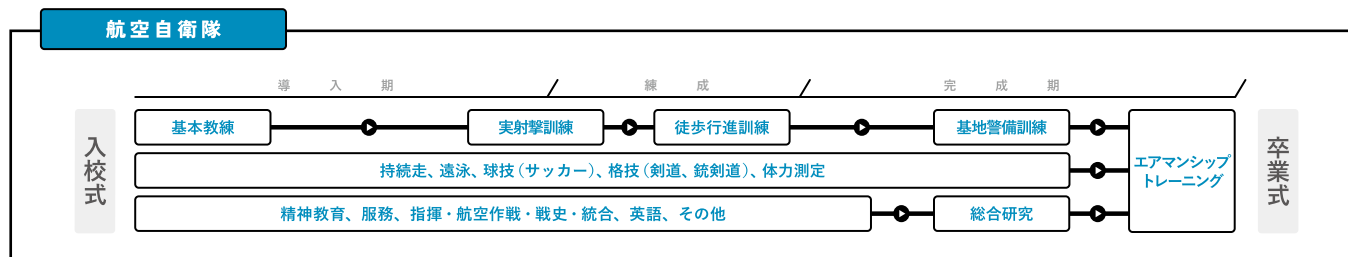 航空自衛隊
導入期
練成
完成期
入校式
基本教練
実射撃訓練
徒歩行進訓練
基地警備訓練
持続走、遠泳、球技(サッカー)、格技(剣道、銃剣道)、体力測定
精神教育、服務、指揮・航空作戦・戦史・統合、英語、その他
総合研究
エアマンシップ
トレーニング
卒業式